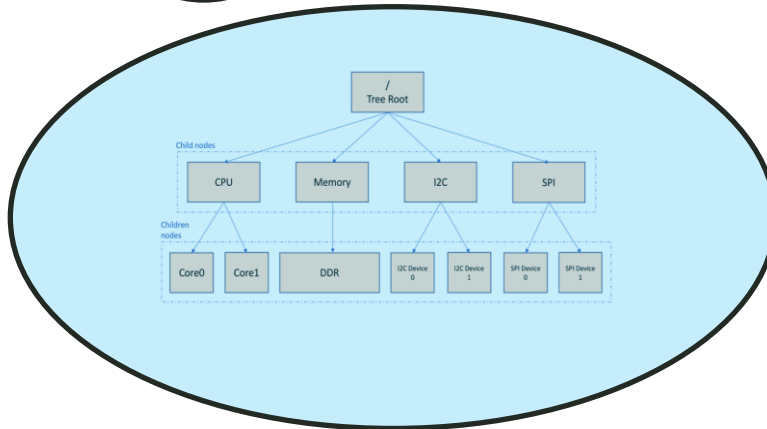 /
Tree Root
Child nodes
CPU
Memory
I2C
SPI
Children
nodes
Core0
Core1
DDR
I2C Device
0
I2C Device
1
SPI Device
0
SPI Device
1